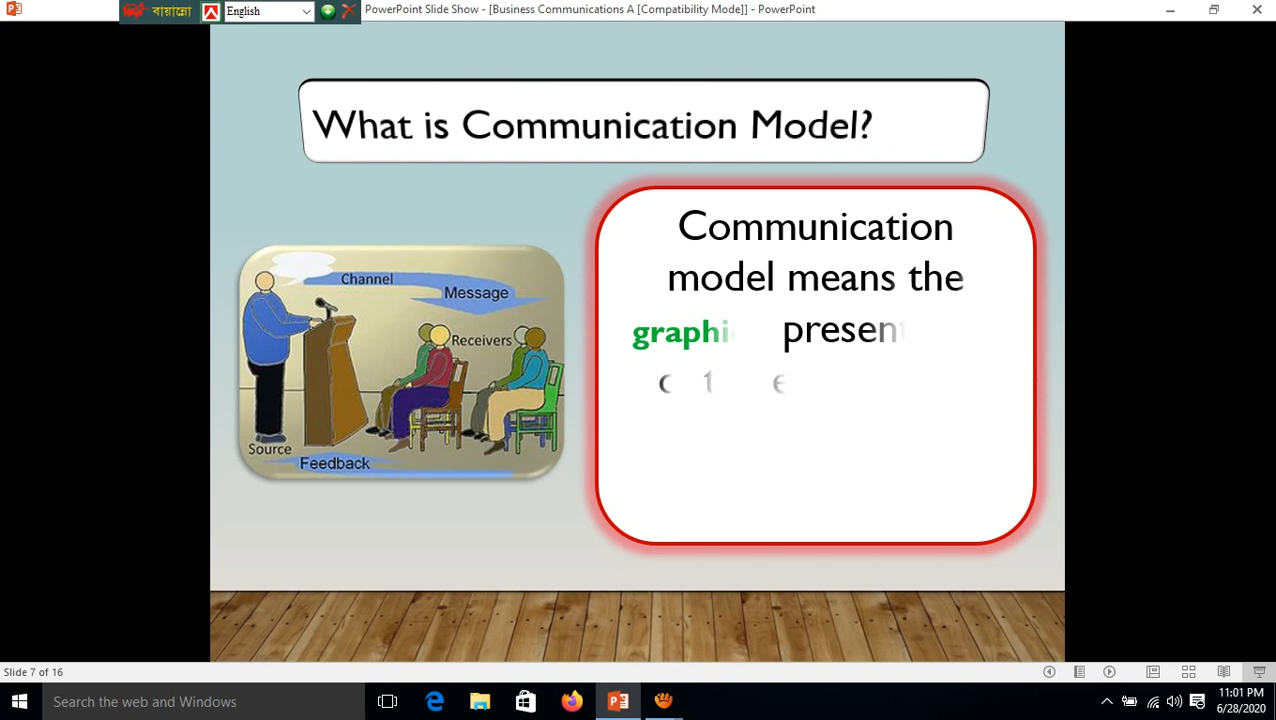 বায়ান্নো
English
PowerPoint Slide Show - [Business Communications A [Compatibility Mode]] - PowerPoint
What is Communication Model?
Communication
model means the
Channel
Message
Receivers
Source
Feedback
Slide 7 of 16
Search the web and Windows
11:01 PM
6/28/2020